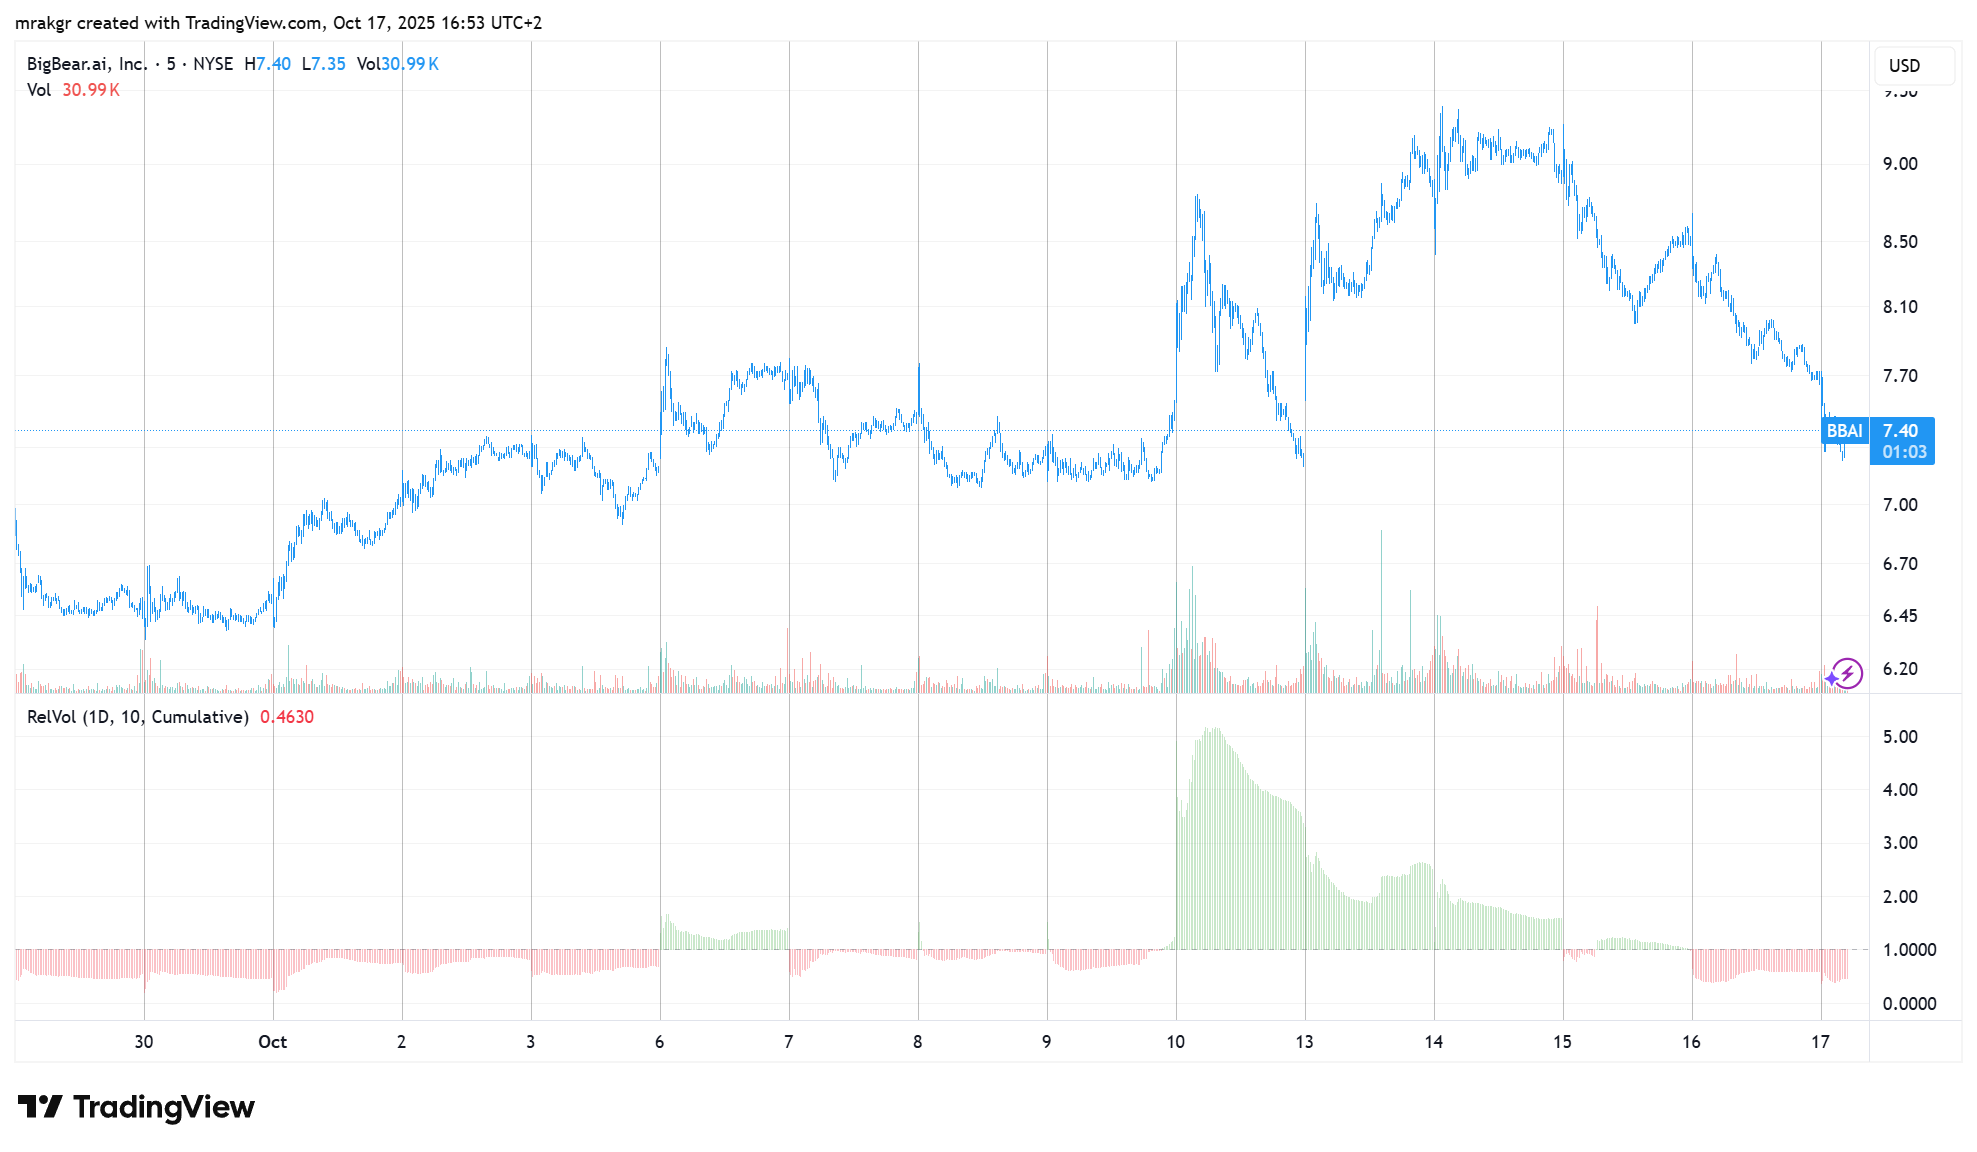 mrakgr created with TradingView.com, Oct 17, 2025 16:53 UTC+2
BigBear.ai, Inc. · 5 · NYSE H7.40 L7.35 Vol30.99K
Vol 30.99K
USD
9.50
9.00
8.50
8.10
7.70
BBAI 7.40
01:03
7.00
6.70
6.45
6.20
RelVol (1D, 10, Cumulative) 0.4630
5.00
4.00
3.00
2.00
1.0000
0.0000
30 Oct 2 3 6 7 8 9 10 13 14 15 16 17
TradingView